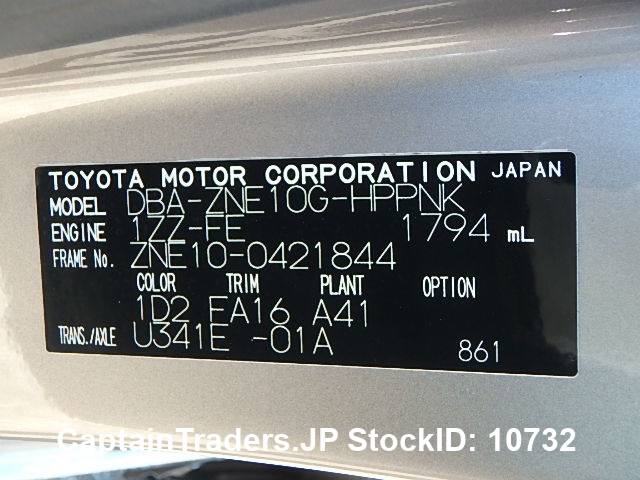 TOYOTA MOTOR CORPORATION JAPAN
MODEL DBA-ZNE10G-HPPNK
ENGINE 1ZZ-FE 1794 mL
FRAME No. ZNE10-0421844
COLOR TRIM PLANT OPTION
1D2 FA16 A41
TRANS./AXLE U341E -01A 861
CaptainTraders.JP StockID: 10732